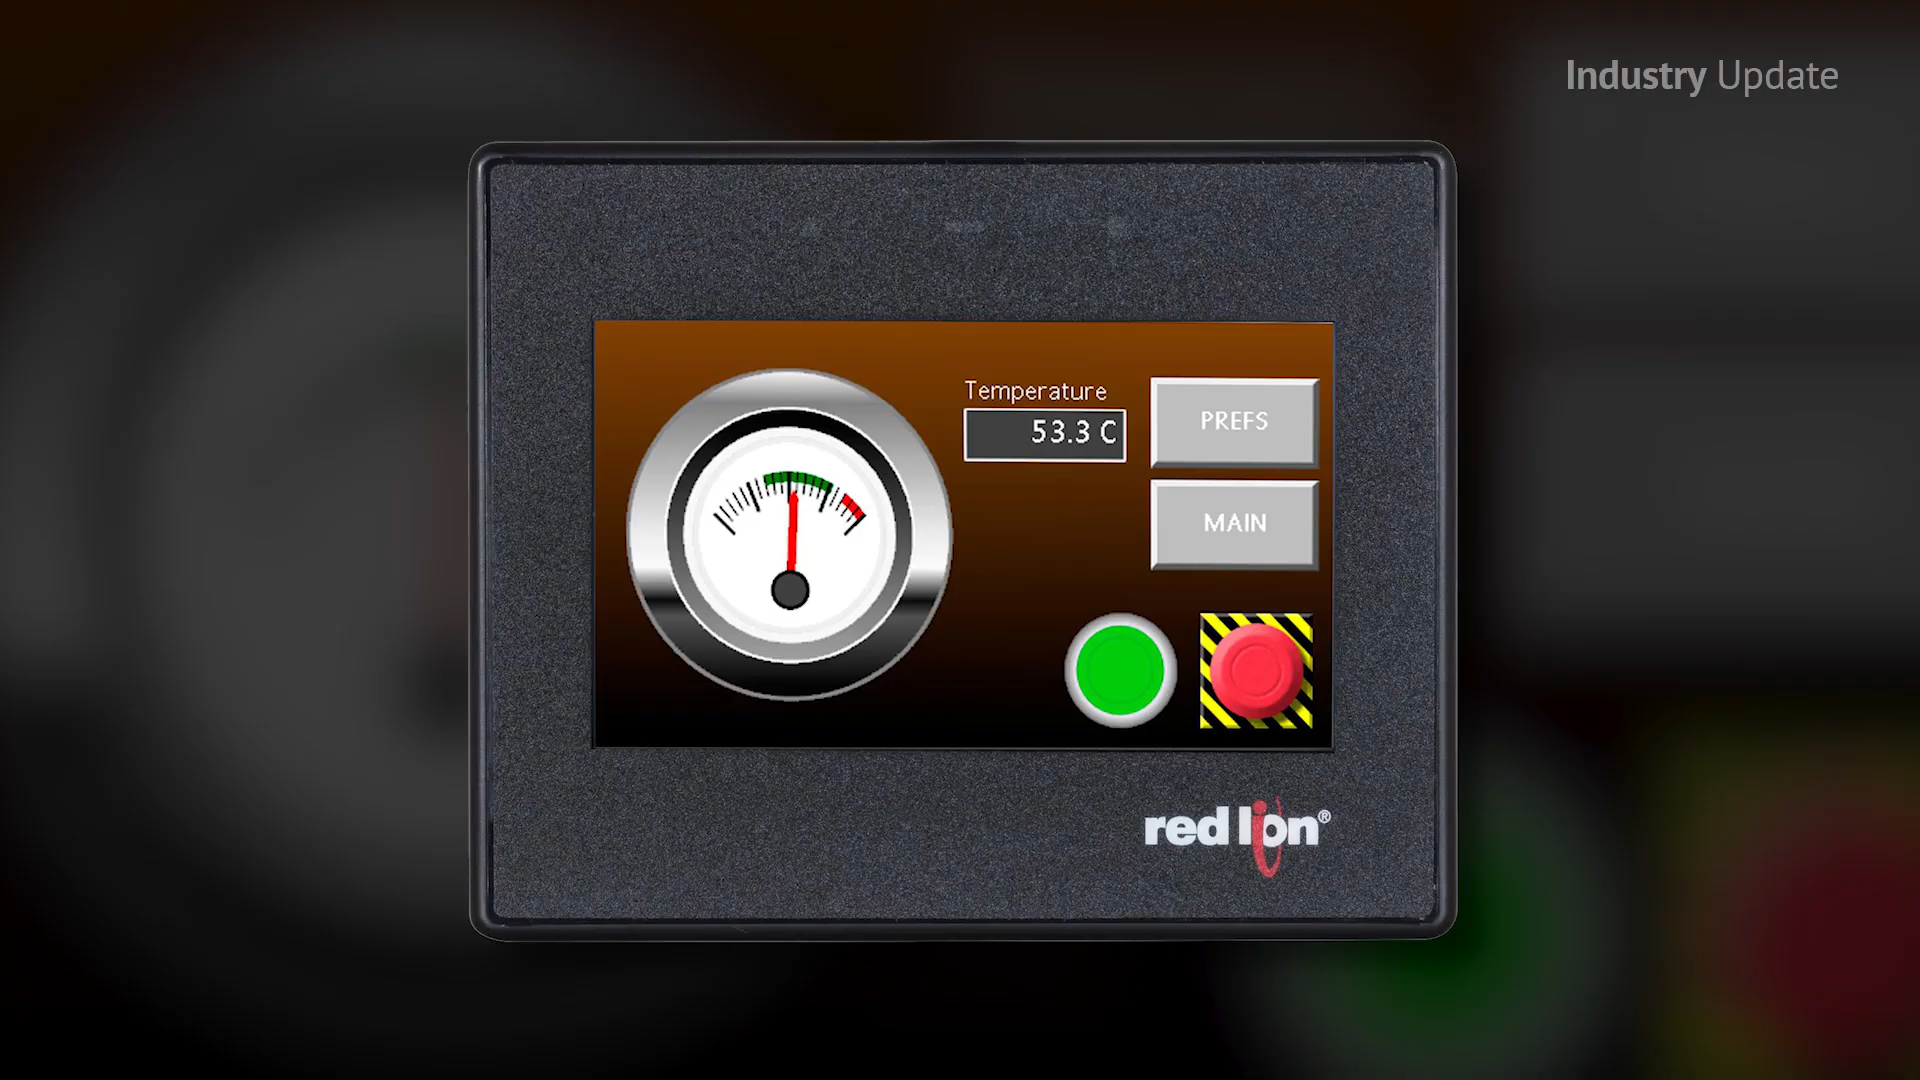 Industry Update
Temperature
53.3 C
PREFS
MAIN
red lion®